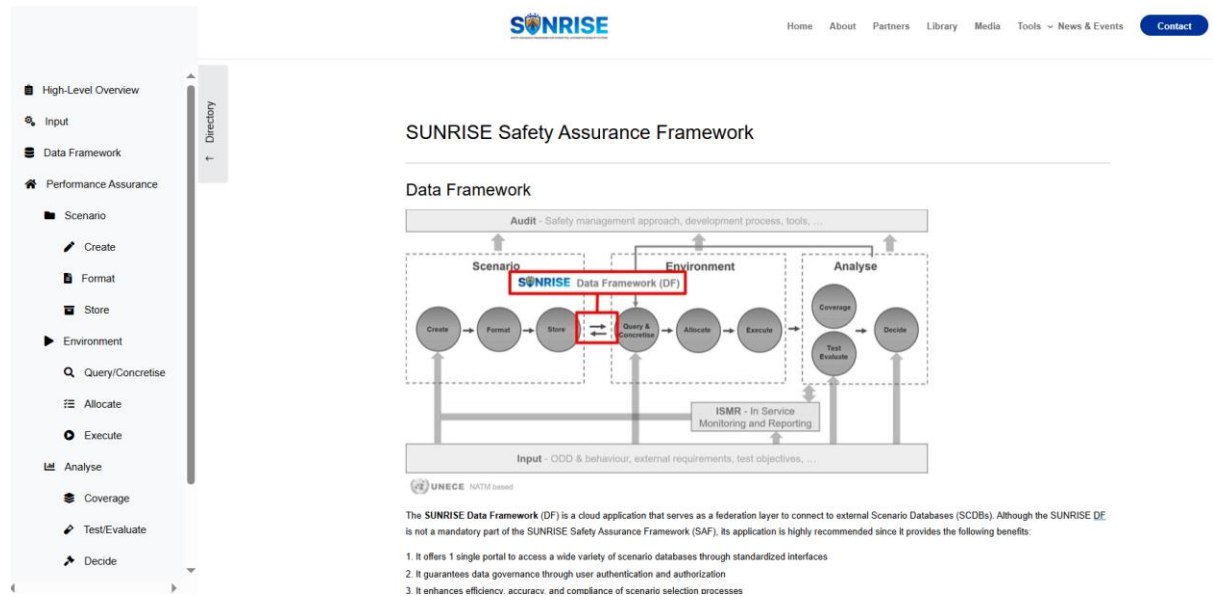 SUNRISE
Home About Partners Library Media Tools News & Events Contact
High-Level Overview
Input
Data Framework
Performance Assurance
Scenario
Create
Format
Store
Environment
Query/Concretise
Allocate
Execute
Analyse
Coverage
Test/Evaluate
Decide
Directory
SUNRISE Safety Assurance Framework
Data Framework
Audit - Safety management approach, development process, tools, ...
Scenario
Environment
Analyse
SUNRISE Data Framework (DF)
Create
Format
Store
Query &
Concretise
Allocate
Execute
Coverage
Test
Evaluate
Decide
ISMR - In Service
Monitoring and Reporting
Input - ODD & behaviour, external requirements, test objectives, ...
UNECE NATM based
The SUNRISE Data Framework (DF) is a cloud application that serves as a federation layer to connect to external Scenario Databases (SCDBs). Although the SUNRISE DF
is not a mandatory part of the SUNRISE Safety Assurance Framework (SAF), its application is highly recommended since it provides the following benefits:
1. It offers 1 single portal to access a wide variety of scenario databases through standardized interfaces
2. It guarantees data governance through user authentication and authorization
3. It enhances efficiency, accuracy, and compliance of scenario selection processes